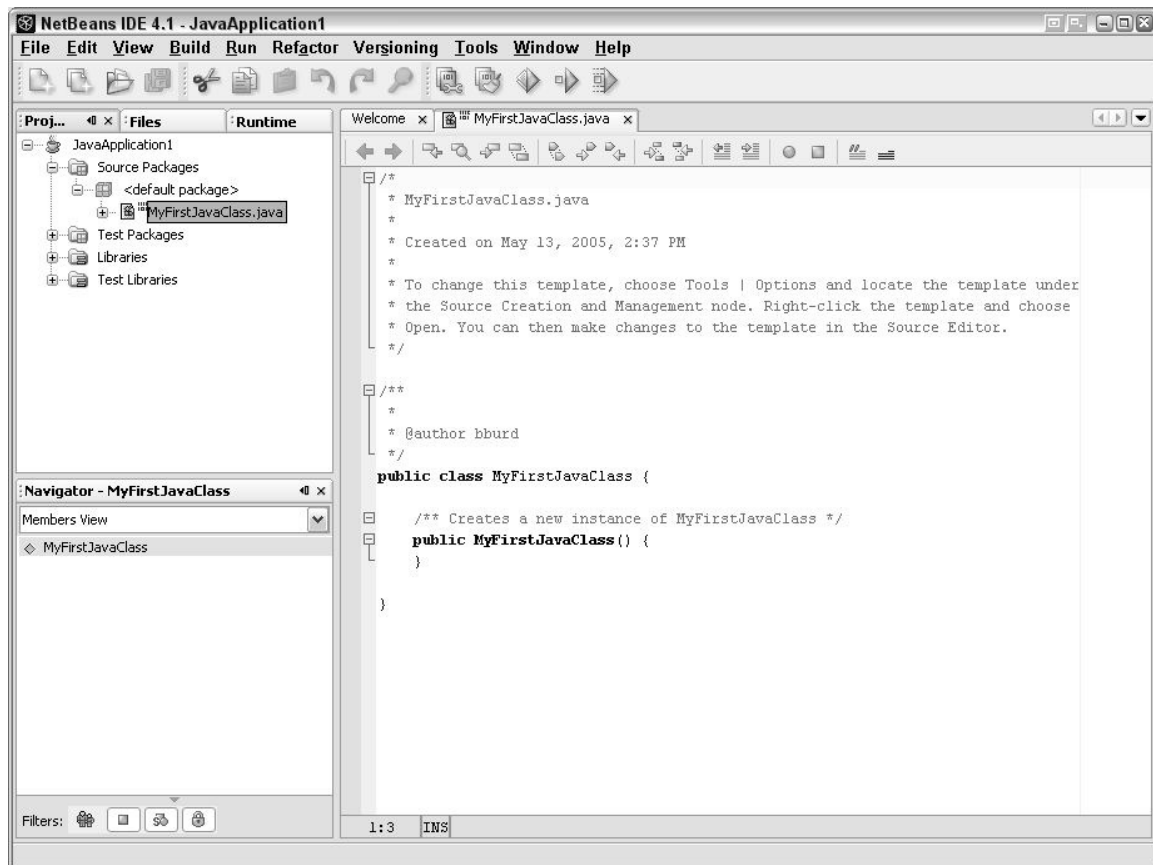 NetBeans IDE 4.1 - JavaApplication1
File Edit View Build Run Refactor Versioning Tools Window Help
Proj... Files Runtime
JavaApplication1
Source Packages
<default package>
MyFirstJavaClass.java
Test Packages
Libraries
Test Libraries
Navigator - MyFirstJavaClass
Members View
MyFirstJavaClass
Filters:
Welcome x MyFirstJavaClass.java x
/*
* MyFirstJavaClass.java
*
* Created on May 13, 2005, 2:37 PM
*
* To change this template, choose Tools | Options and locate the template under
* the Source Creation and Management node. Right-click the template and choose
* Open. You can then make changes to the template in the Source Editor.
*/
/**
*
* @author bburd
*/
public class MyFirstJavaClass {
/** Creates a new instance of MyFirstJavaClass */
public MyFirstJavaClass() {
}
}
1:3 INS